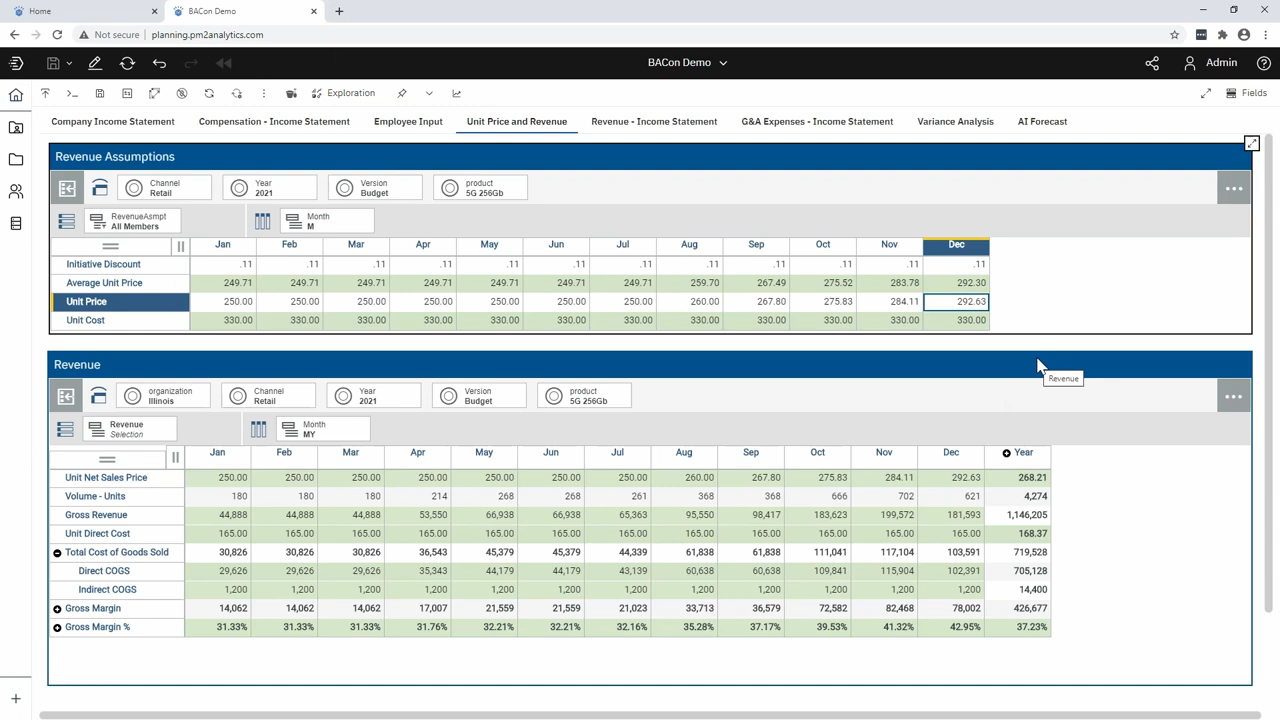 Home
BACon Demo
Not secure | planning.pm2analytics.com
BACon Demo
Admin
Exploration
Fields
Company Income Statement Compensation - Income Statement Employee Input Unit Price and Revenue Revenue - Income Statement G&A Expenses - Income Statement Variance Analysis AI Forecast
Revenue Assumptions
Channel Year Version product
Retail 2021 Budget 5G 256Gb
RevenueAsmpt Month
All Members M
Jan Feb Mar Apr May Jun Jul Aug Sep Oct Nov Dec
Initiative Discount .11 .11 .11 .11 .11 .11 .11 .11 .11 .11 .11 .11
Average Unit Price 249.71 249.71 249.71 249.71 249.71 249.71 249.71 259.70 267.49 275.52 283.78 292.30
Unit Price 250.00 250.00 250.00 250.00 250.00 250.00 250.00 260.00 267.80 275.83 284.11 292.63
Unit Cost 330.00 330.00 330.00 330.00 330.00 330.00 330.00 330.00 330.00 330.00 330.00 330.00
Revenue
Revenue
organization Channel Year Version product
Illinois Retail 2021 Budget 5G 256Gb
Revenue Month
Selection MY
Jan Feb Mar Apr May Jun Jul Aug Sep Oct Nov Dec Year
Unit Net Sales Price 250.00 250.00 250.00 250.00 250.00 250.00 250.00 260.00 267.80 275.83 284.11 292.63 268.21
Volume - Units 180 180 180 214 268 268 261 368 368 666 702 621 4,274
Gross Revenue 44,888 44,888 44,888 53,550 66,938 66,938 65,363 95,550 98,417 183,623 199,572 181,593 1,146,205
Unit Direct Cost 165.00 165.00 165.00 165.00 165.00 165.00 165.00 165.00 165.00 165.00 165.00 165.00 168.37
Total Cost of Goods Sold 30,826 30,826 30,826 36,543 45,379 45,379 44,339 61,838 61,838 111,041 117,104 103,591 719,528
Direct COGS 29,626 29,626 29,626 35,343 44,179 44,179 43,139 60,638 60,638 109,841 115,904 102,391 705,128
Indirect COGS 1,200 1,200 1,200 1,200 1,200 1,200 1,200 1,200 1,200 1,200 1,200 1,200 14,400
Gross Margin 14,062 14,062 14,062 17,007 21,559 21,559 21,023 33,713 36,579 72,582 82,468 78,002 426,677
Gross Margin % 31.33% 31.33% 31.33% 31.76% 32.21% 32.21% 32.16% 35.28% 37.17% 39.53% 41.32% 42.95% 37.23%